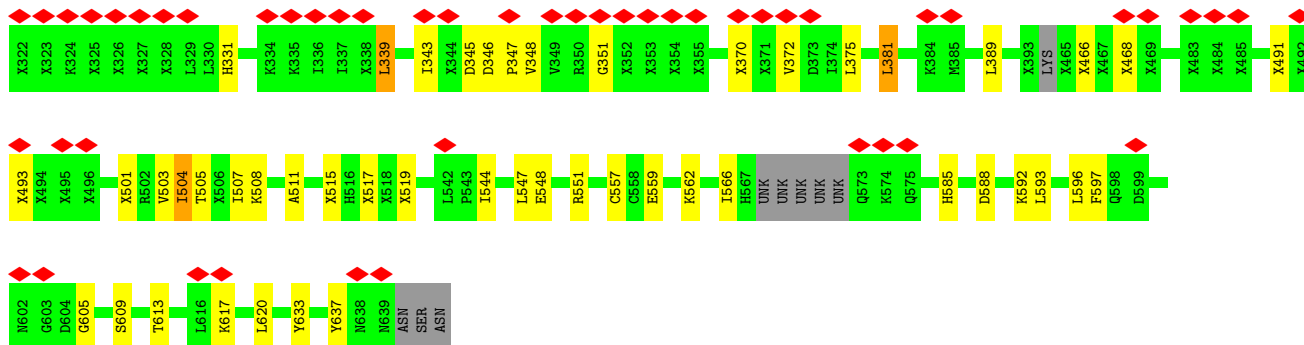 X322 X323 K324 X325 X326 X327 X328 L329 L330 H331 K334 K335 I336 I337 X338 L339 I343 X344 D345 D346 P347 V348 V349 R350 G351 X352 X353 X354 X355 X370 X371 V372 D373 I374 L375 L381 K384 M385 L389 X393 LYS X465 X466 X467 X468 X469 X483 X484 X485 X491 X492
X493 X494 X495 X496 X501 R502 V503 I504 T505 X506 I507 K508 A511 X515 H516 X517 X518 X519 L542 P543 I544 L547 E548 R551 C557 C558 E559 K562 I566 H567 UNK UNK UNK UNK UNK Q573 K574 Q575 H585 D588 K592 L593 L596 F597 Q598 D599
N602 G603 D604 G605 S609 T613 L616 K617 L620 Y633 Y637 N638 N639 ASN SER ASN